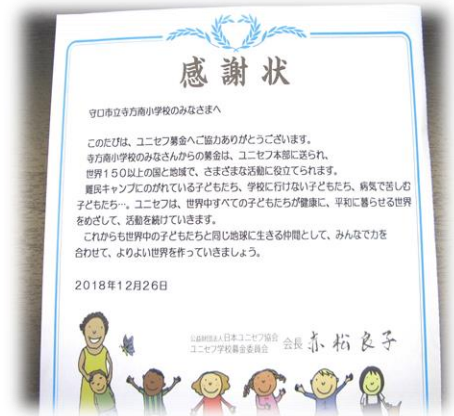 感謝状
守口市立寺方南小学校のみなさまへ
このたびは、ユニセフ募金へご協力ありがとうございます。
寺方南小学校のみなさんからの募金は、ユニセフ本部に送られ、
世界150以上の国と地域で、さまざまな活動に役立てられます。
難民キャンプにのがれている子どもたち、学校に行けない子どもたち、病気で苦しむ
子どもたち…。ユニセフは、世界中すべての子どもたちが健康に、平和に暮らせる世界
をめざして、活動を続けていきます。
これからも世界中の子どもたちと同じ地球に生きる仲間として、みんなで力を
合わせて、よりよい世界を作っていきましょう。
2018年12月26日
公益財団法人日本ユニセフ協会
ユニセフ学校募金委員会 会長 赤松良子